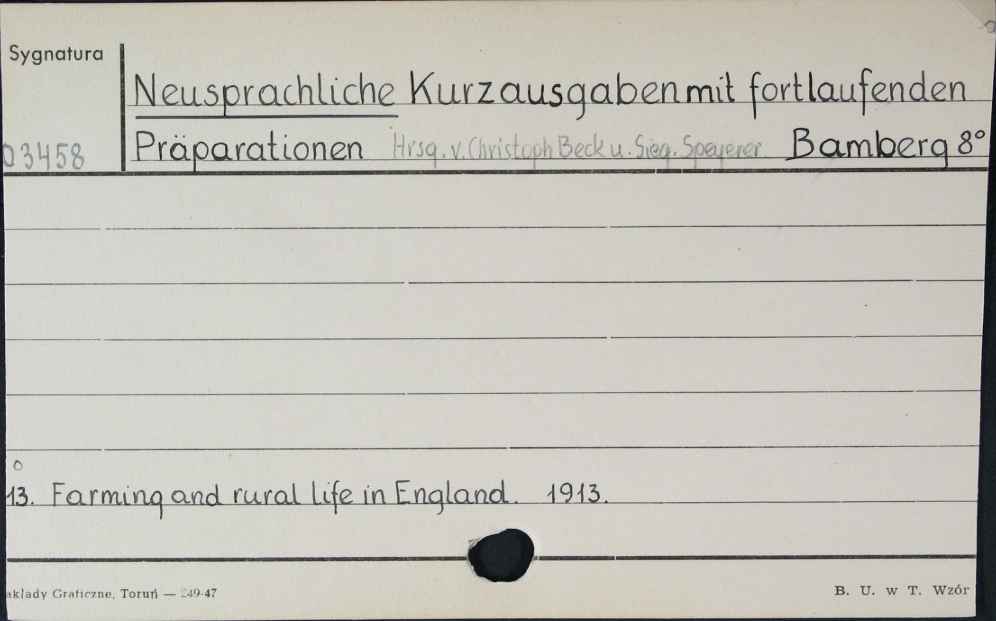 Sygnatura
Neusprachliche Kurzausgaben mit fortlaufenden
03458 Präparationen Hrsg. v. Christoph Beck u. Sieg. Speyerer Bamberg 8°
o
13. Farming and rural life in England. 1913.
akłady Graficzne, Toruń — 249-47 B. U. w T. Wzór